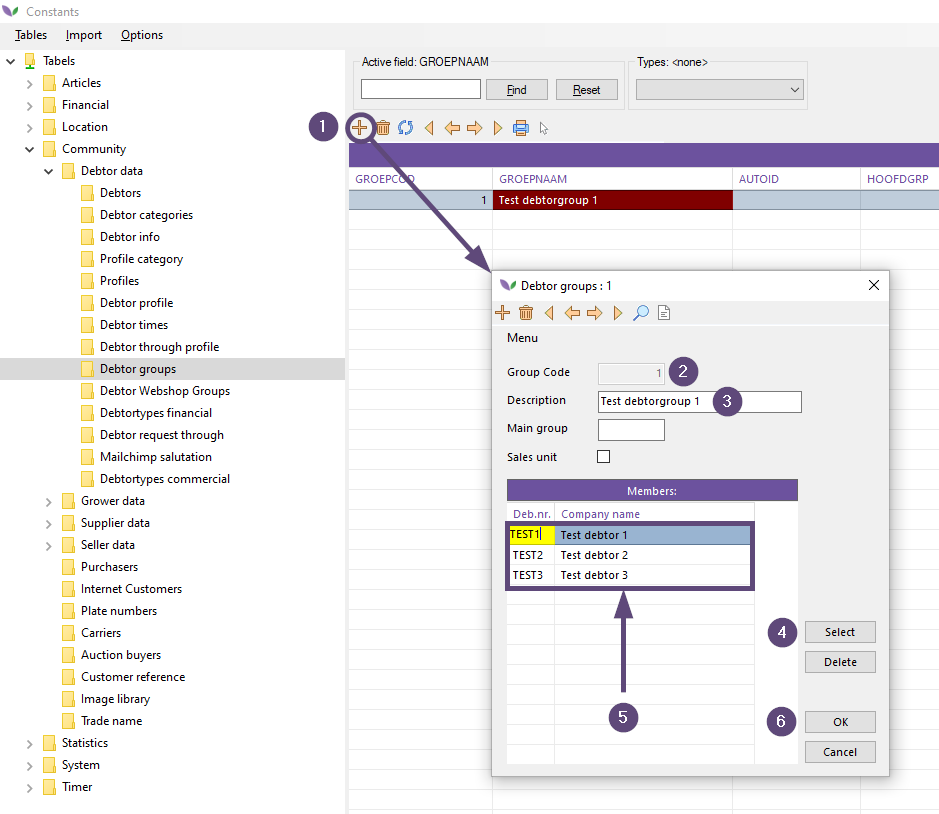 Constants
Tables Import Options
Tabels
Articles
Financial
Location
Community
Debtor data
Debtors
Debtor categories
Debtor info
Profile category
Profiles
Debtor profile
Debtor times
Debtor through profile
Debtor groups
Debtor Webshop Groups
Debtortypes financial
Debtor request through
Mailchimp salutation
Debtortypes commercial
Grower data
Supplier data
Seller data
Purchasers
Internet Customers
Plate numbers
Carriers
Auction buyers
Customer reference
Image library
Trade name
Statistics
System
Timer
Active field: GROEPNAAM
Find Reset
Types: <none>
1
GROEPCOD GROEPNAAM AUTOID HOOFDGRP
1 Test debtorgroup 1
Debtor groups : 1
Menu
Group Code 1 2
Description Test debtorgroup 1 3
Main group
Sales unit
Members:
Deb.nr. Company name
TEST1 Test debtor 1
TEST2 Test debtor 2
TEST3 Test debtor 3
4 Select
Delete
5
6 OK
Cancel